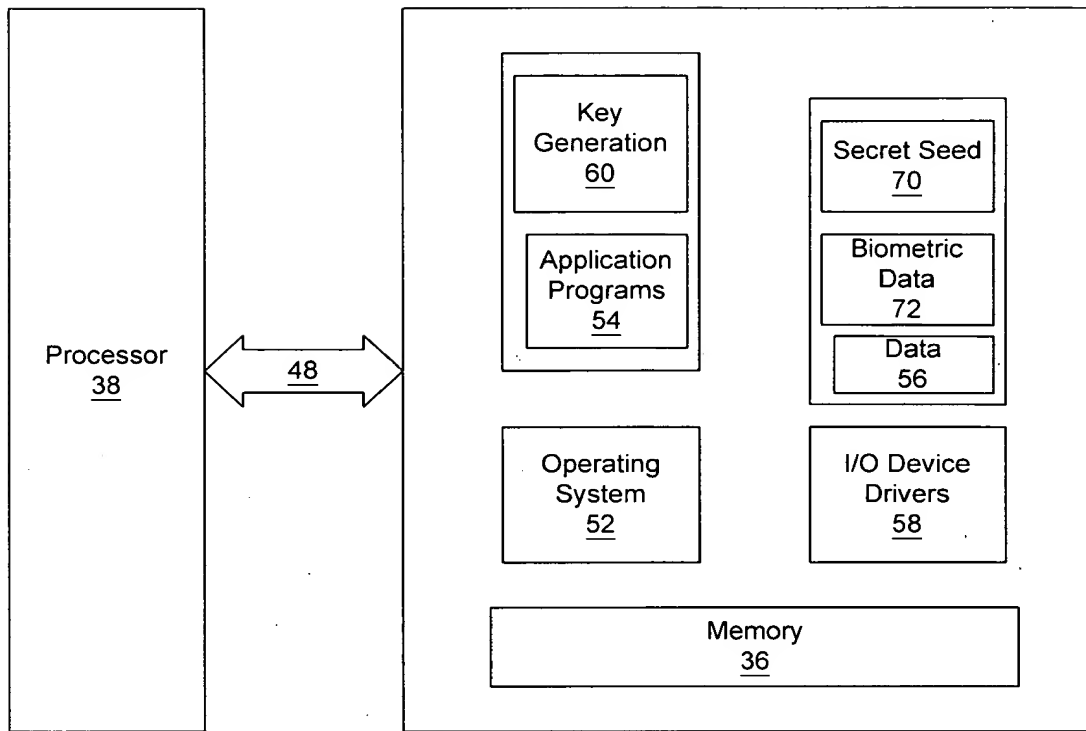 Processor
38
48
Key
Generation
60
Application
Programs
54
Secret Seed
70
Biometric
Data
72
Data
56
Operating
System
52
I/O Device
Drivers
58
Memory
36